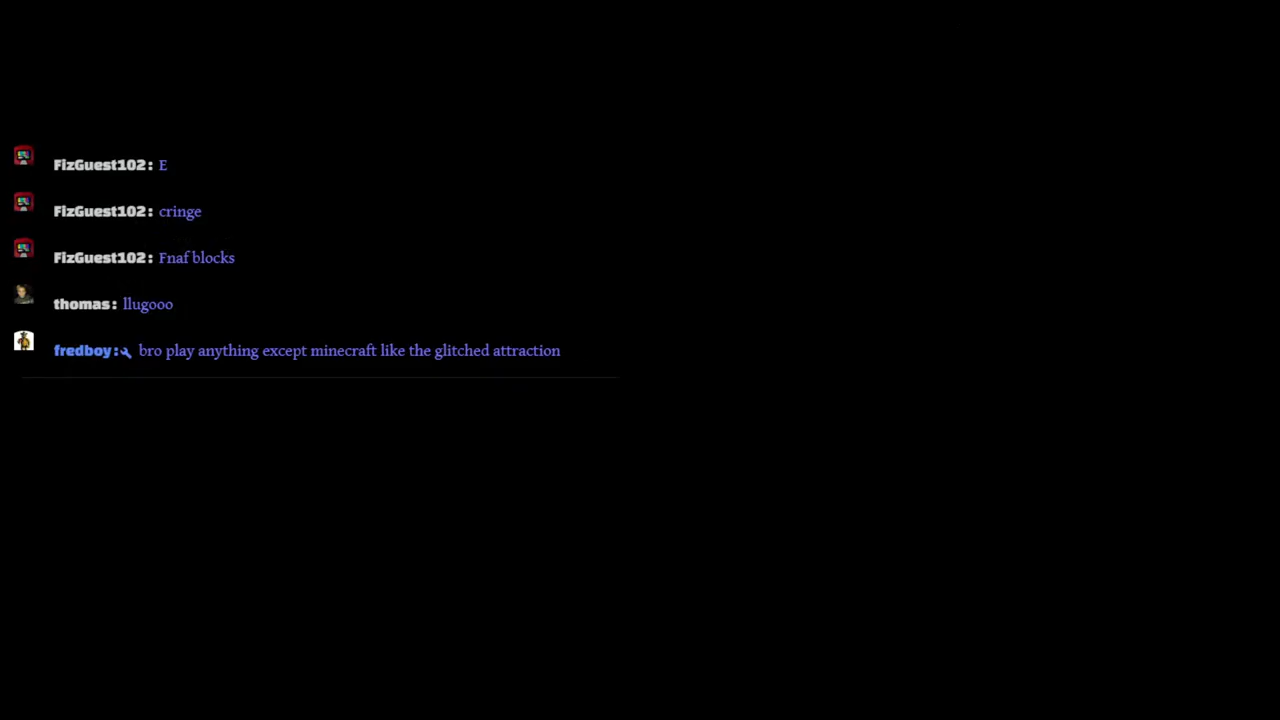 FizGuest102: E
FizGuest102: cringe
FizGuest102: Fnaf blocks
thomas: llugooo
fredboy: bro play anything except minecraft like the glitched attraction